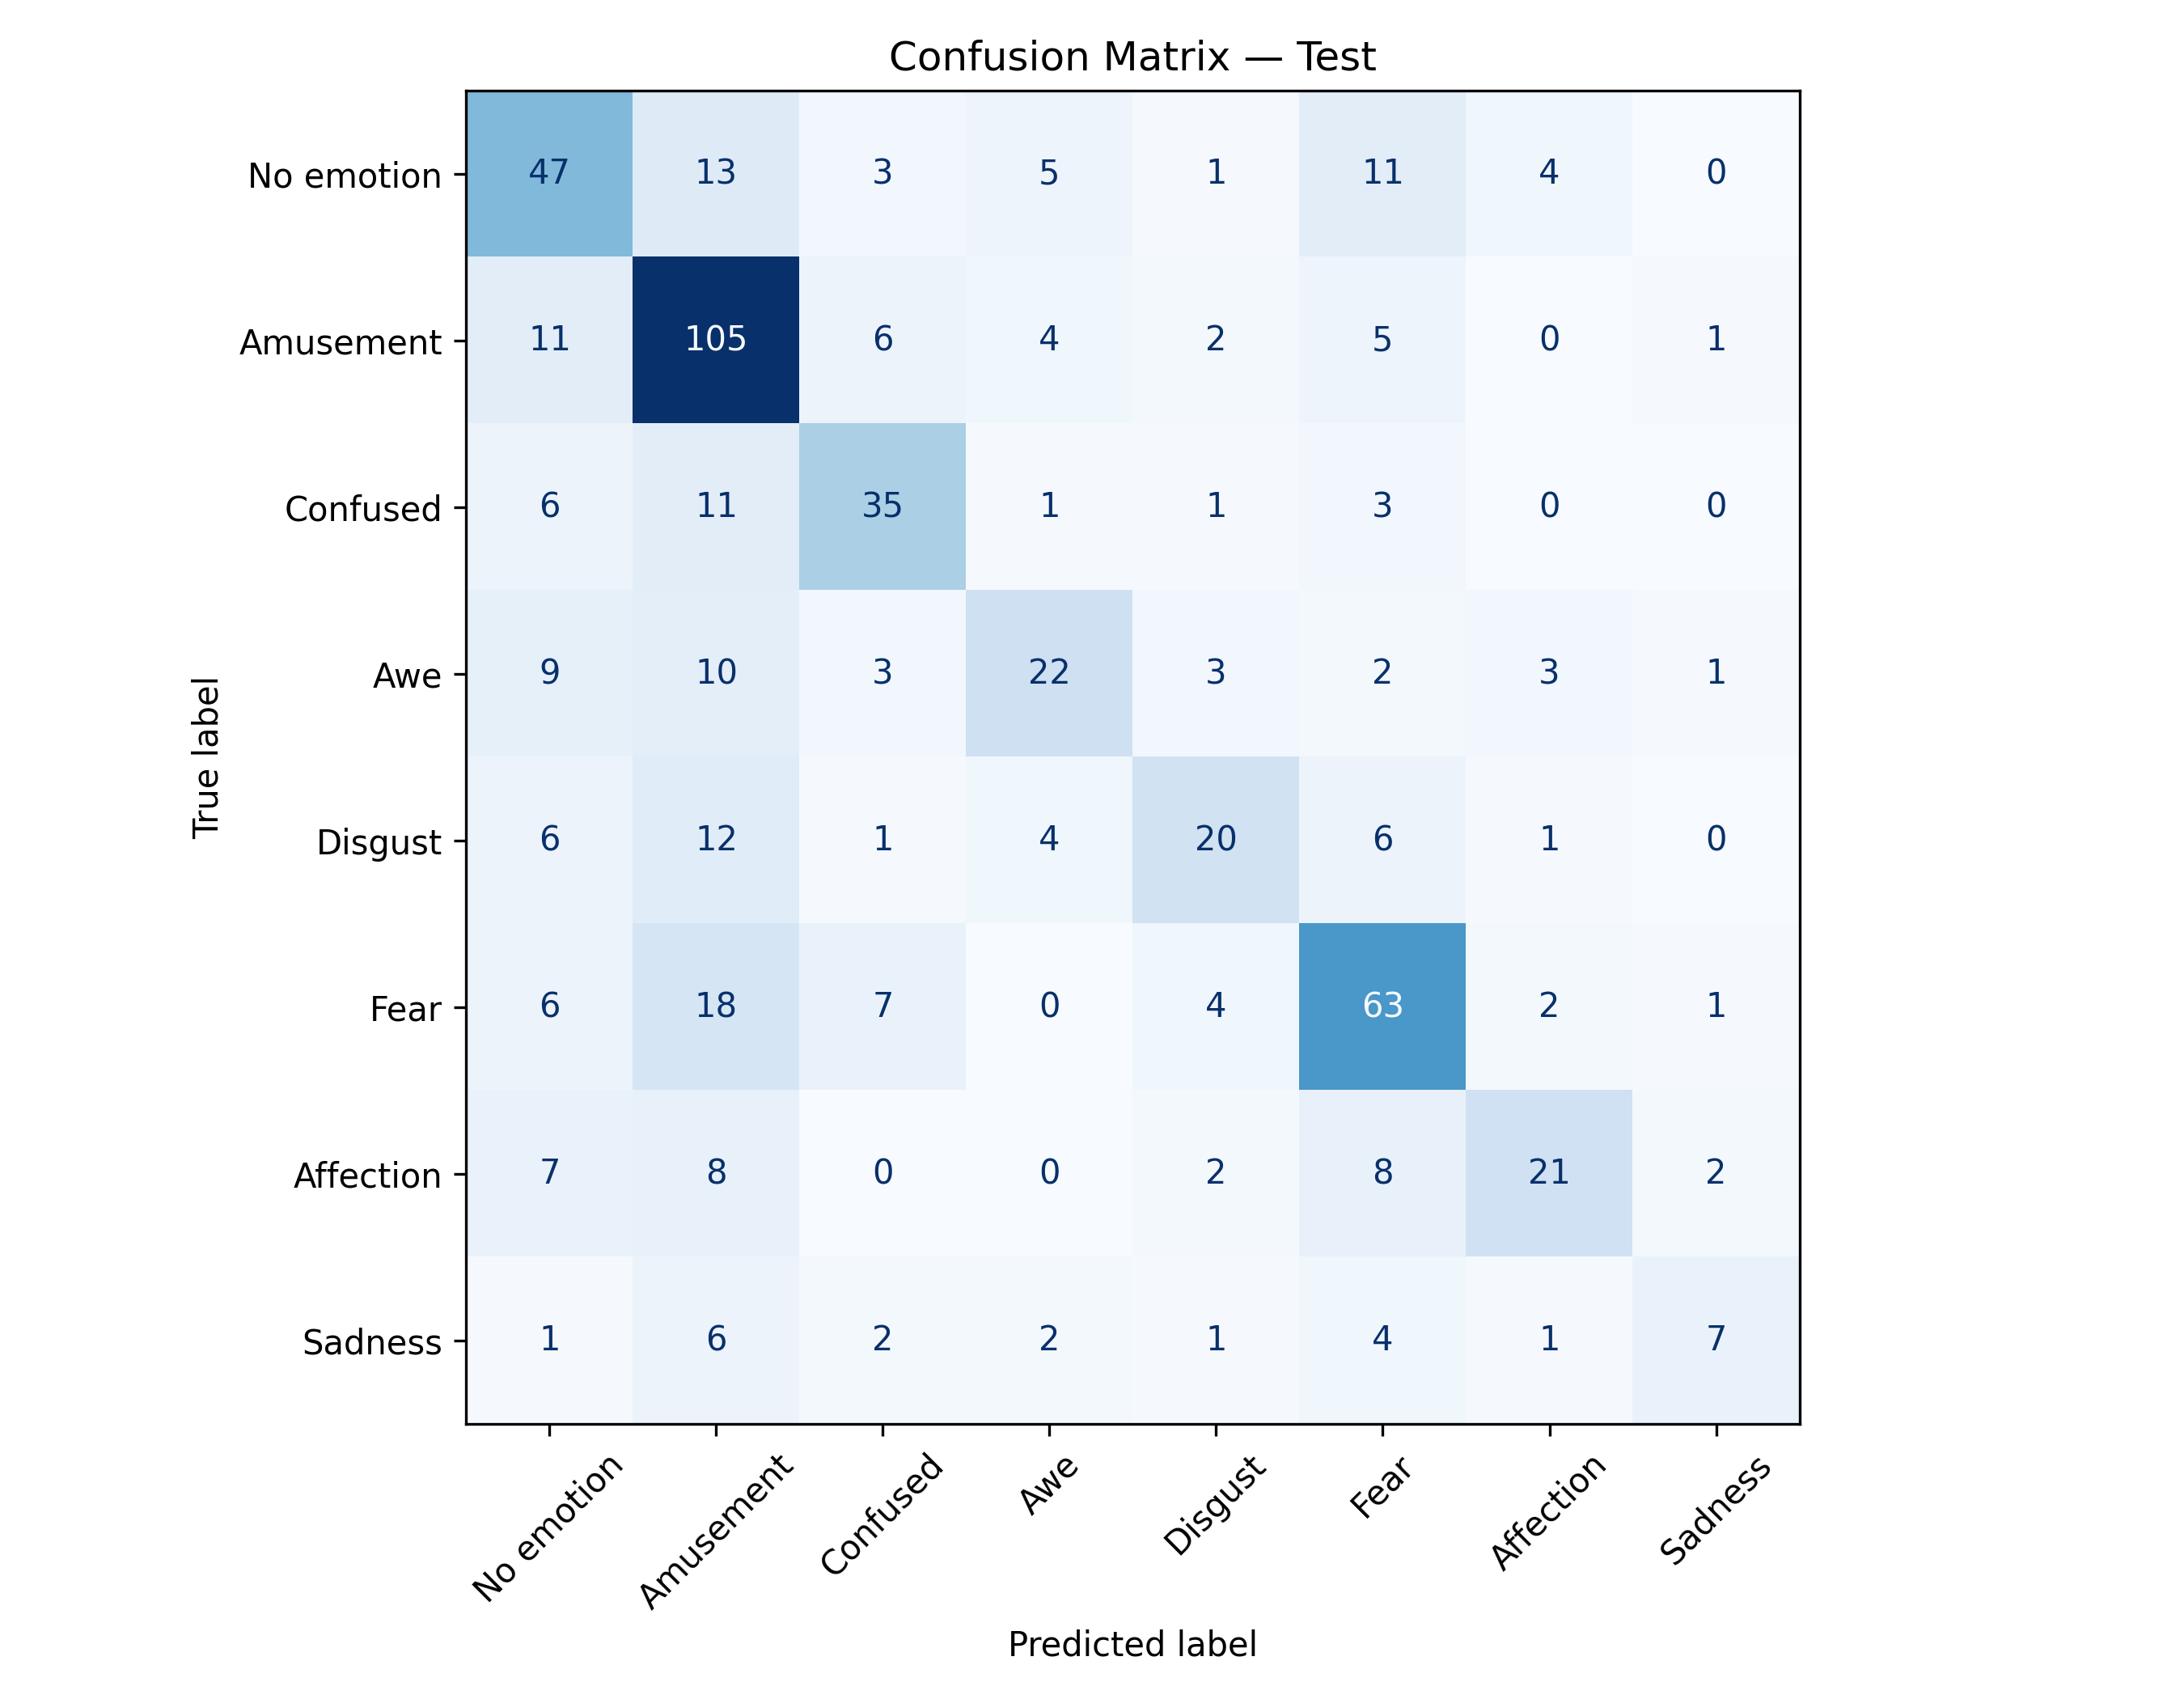 Confusion Matrix — Test
No emotion 47 13 3 5 1 11 4 0
Amusement 11 105 6 4 2 5 0 1
Confused 6 11 35 1 1 3 0 0
Awe 9 10 3 22 3 2 3 1
Disgust 6 12 1 4 20 6 1 0
Fear 6 18 7 0 4 63 2 1
Affection 7 8 0 0 2 8 21 2
Sadness 1 6 2 2 1 4 1 7
True label
No emotion Amusement Confused Awe Disgust Fear Affection Sadness
Predicted label